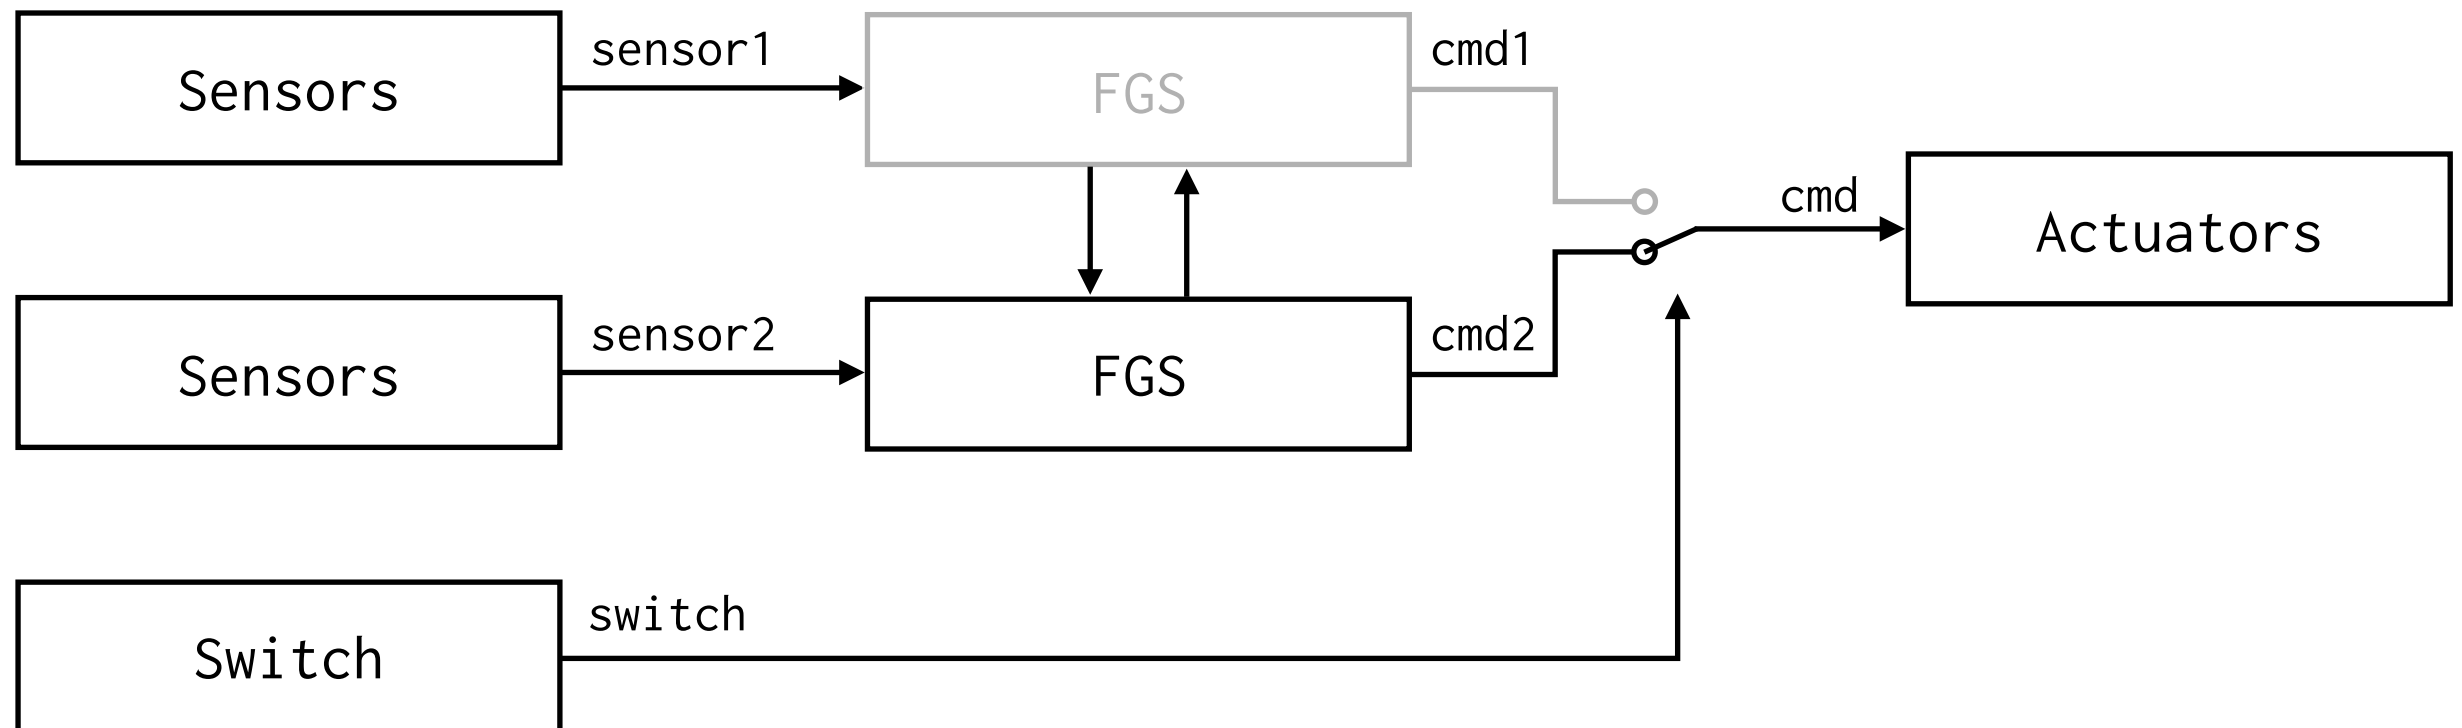 Sensors
sensor1
FGS
cmd1
cmd
Actuators
Sensors
sensor2
FGS
cmd2
Switch
switch